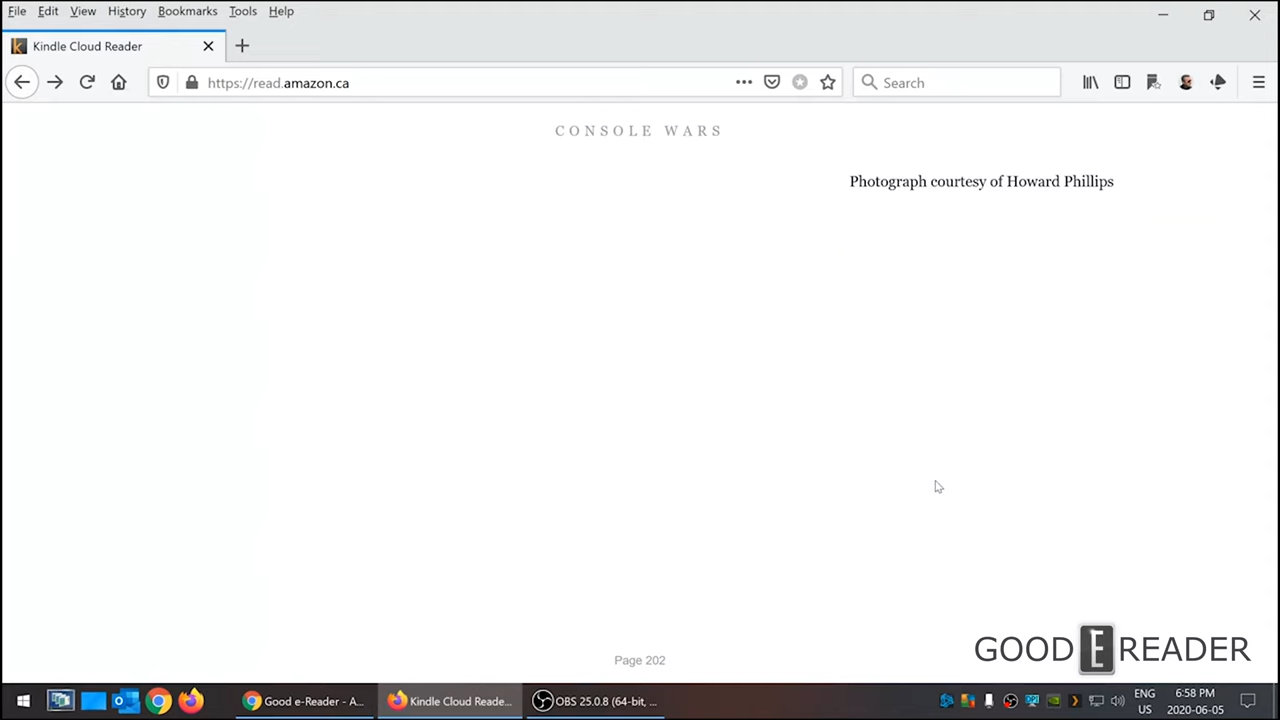 File Edit View History Bookmarks Tools Help
Kindle Cloud Reader
https://read.amazon.ca
Search
CONSOLE WARS
Photograph courtesy of Howard Phillips
Page 202
GOOD E READER
Good e-Reader - A...
Kindle Cloud Reade...
OBS 25.0.8 (64-bit, ...
ENG
US
6:58 PM
2020-06-05